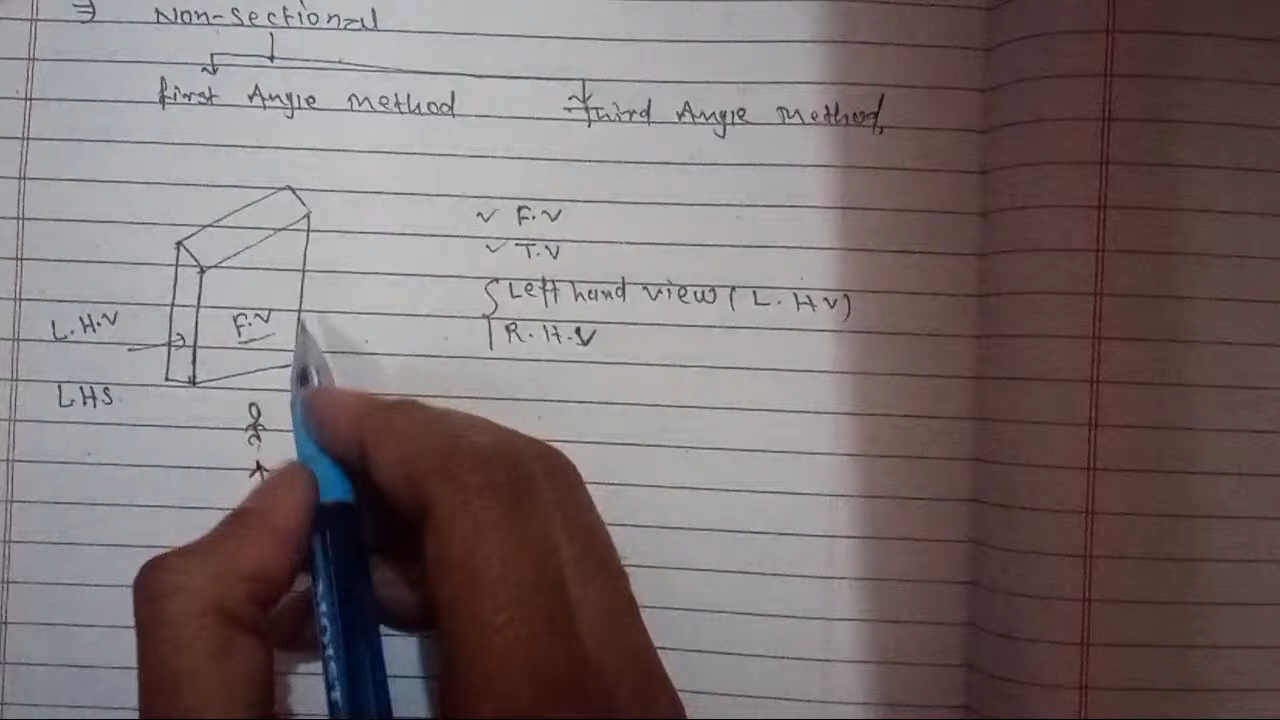 ⇒ Non-sectional
first Angle method
Third Angle method,
✓ F.V
✓ T.V
Left hand view ( L.H.V)
R.H.V
L.H.V
F.V
LHS.